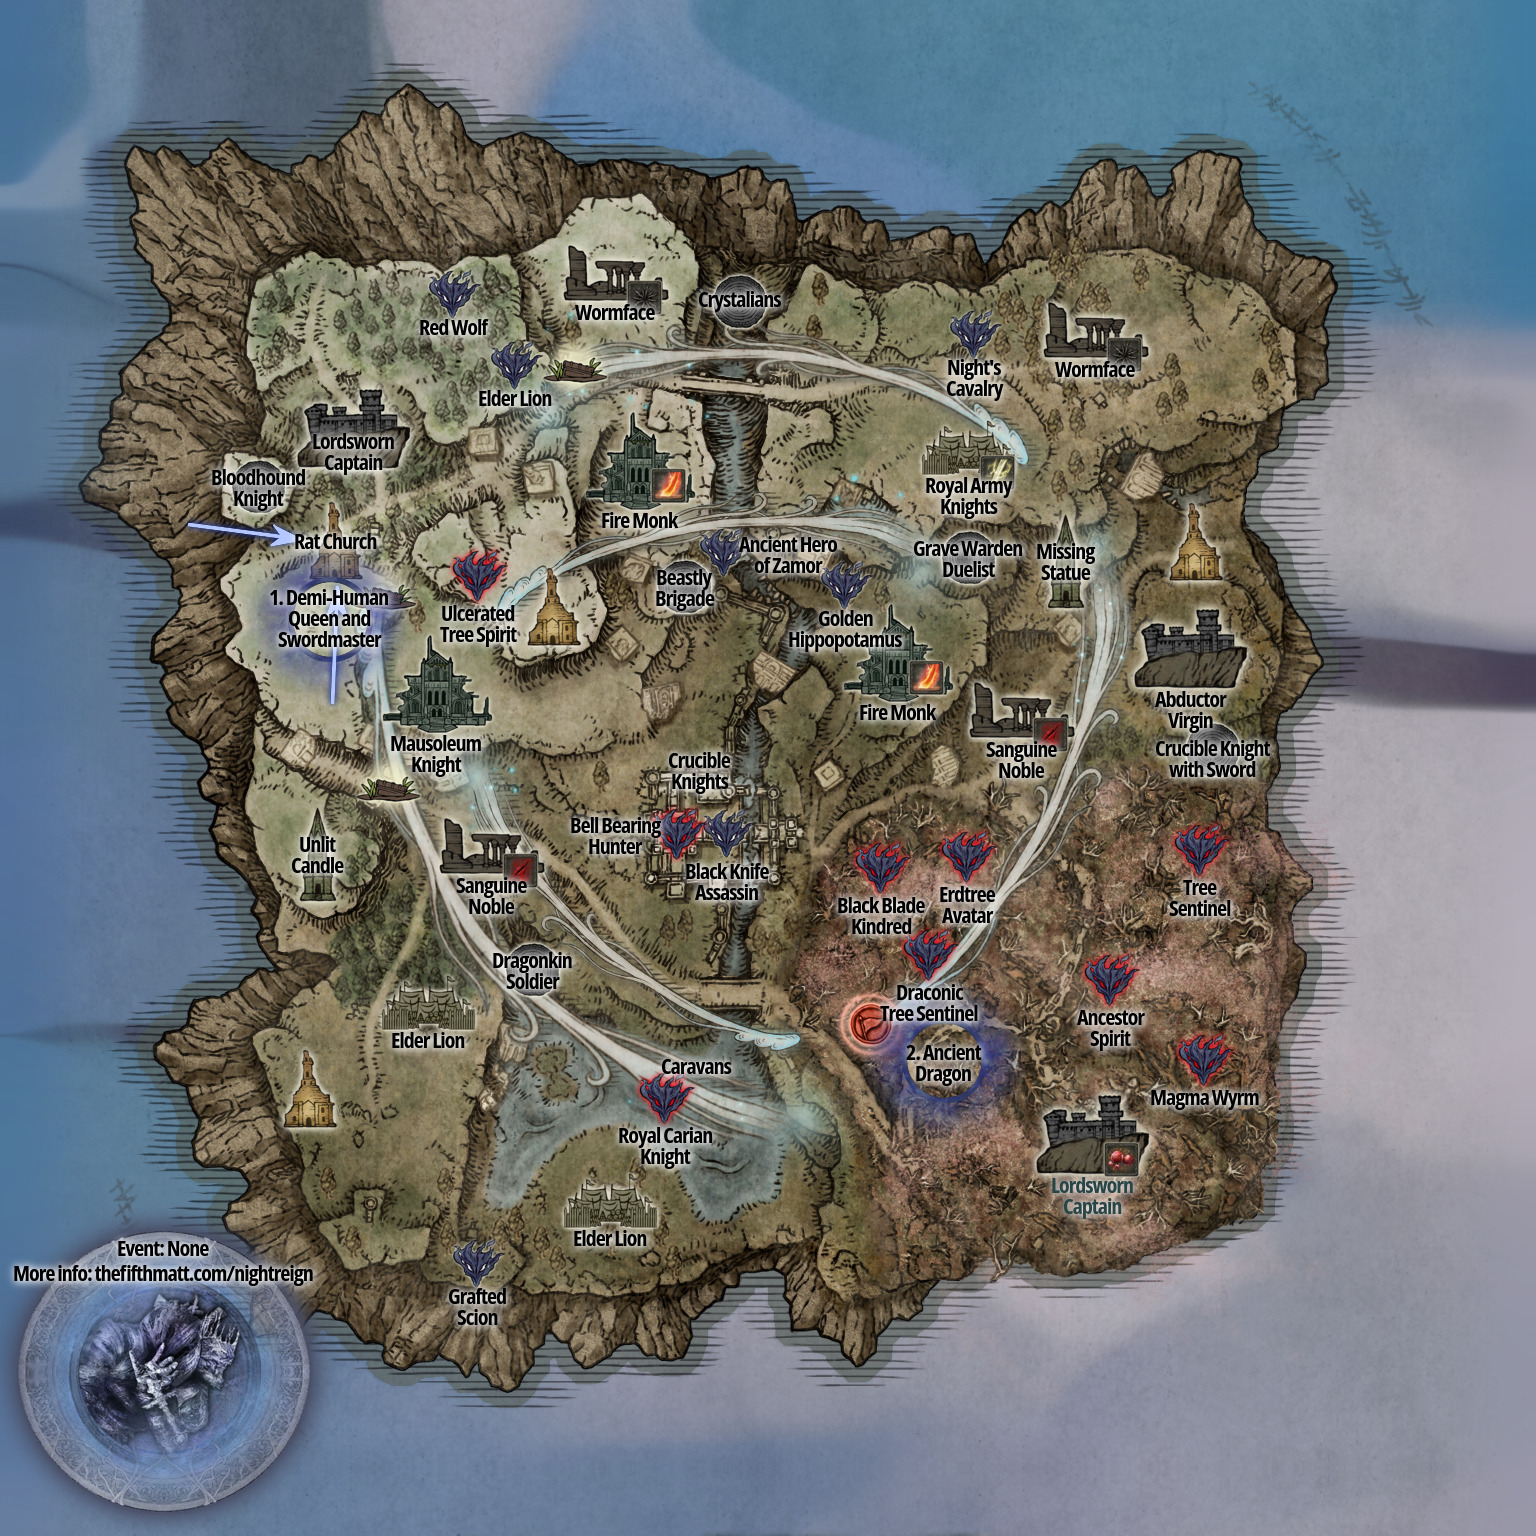 Red Wolf
Wormface
Crystalians
Elder Lion
Night's
Cavalry
Wormface
Lordsworn
Captain
Bloodhound
Knight
Rat Church
Fire Monk
Royal Army
Knights
Ancient Hero
of Zamor
Beastly
Brigade
Grave Warden
Duelist
Missing
Statue
1. Demi-Human
Queen and
Swordmaster
Ulcerated
Tree Spirit
Golden
Hippopotamus
Fire Monk
Abductor
Virgin
Mausoleum
Knight
Sanguine
Noble
Crucible Knight
with Sword
Crucible
Knights
Bell Bearing
Hunter
Black Knife
Assassin
Unlit
Candle
Sanguine
Noble
Black Blade
Kindred
Erdtree
Avatar
Tree
Sentinel
Dragonkin
Soldier
Draconic
Tree Sentinel
Ancestor
Spirit
Elder Lion
2. Ancient
Dragon
Caravans
Royal Carian
Knight
Magma Wyrm
Lordsworn
Captain
Elder Lion
Grafted
Scion
Event: None
More info: thefifthmatt.com/nightreign